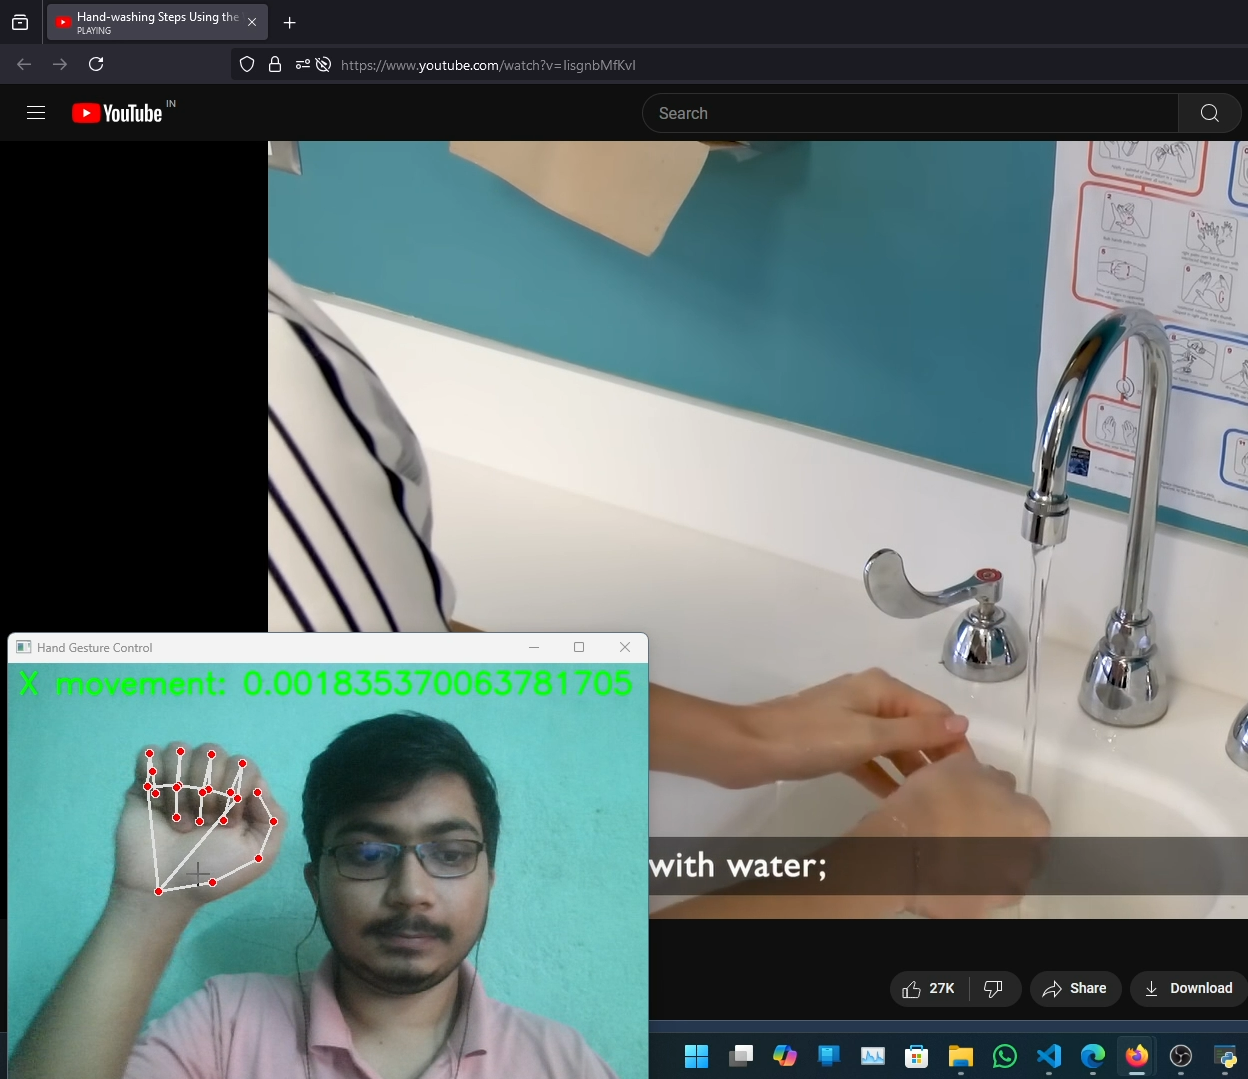 Hand-washing Steps Using the
PLAYING
https://www.youtube.com/watch?v=IisgnbMfKvI
YouTube IN
Search
Hand Gesture Control
X movement: 0.001835370063781705
with water;
27K
Share
Download